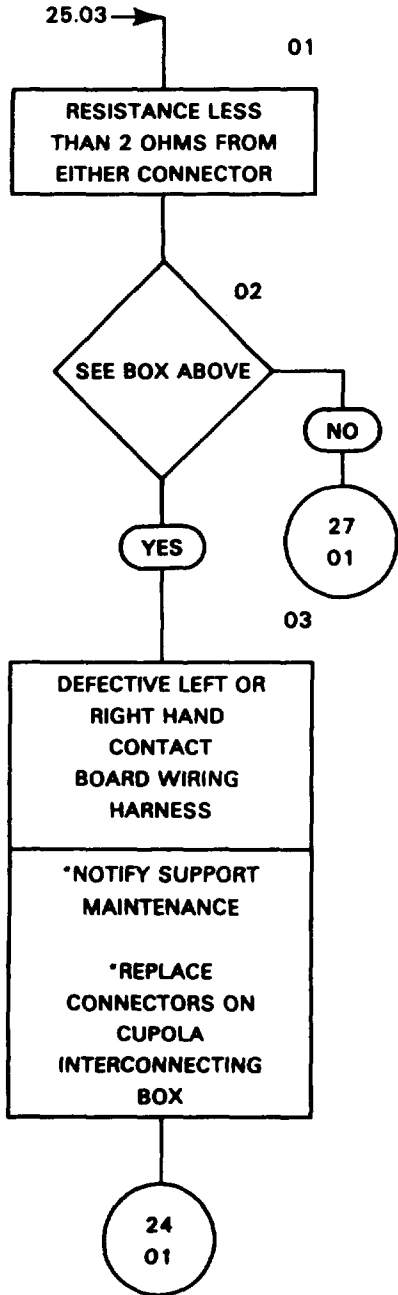 25.03
01
RESISTANCE LESS
THAN 2 OHMS FROM
EITHER CONNECTOR
02
SEE BOX ABOVE
NO
27
01
YES
03
DEFECTIVE LEFT OR
RIGHT HAND
CONTACT
BOARD WIRING
HARNESS
*NOTIFY SUPPORT
MAINTENANCE
*REPLACE
CONNECTORS ON
CUPOLA
INTERCONNECTING
BOX
24
01